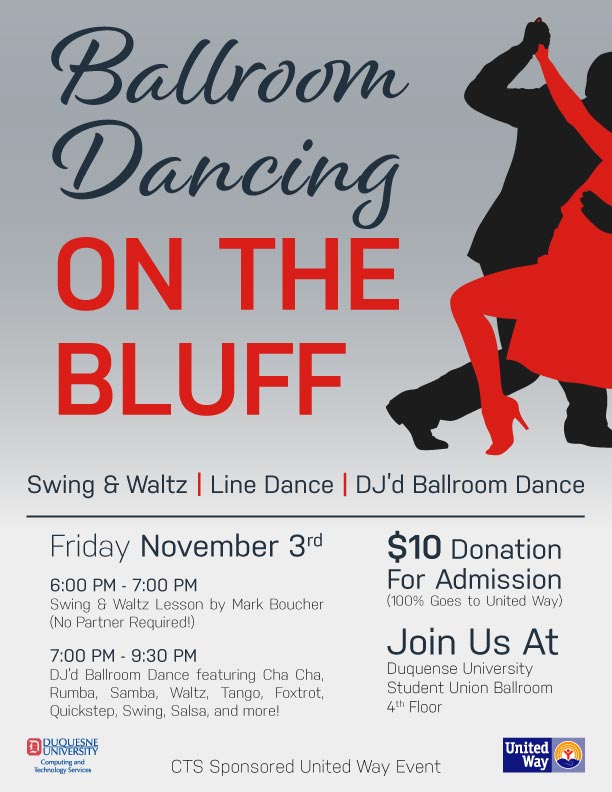 Ballroom
Dancing
ON THE
BLUFF
Swing & Waltz | Line Dance | DJ'd Ballroom Dance
Friday November 3rd
6:00 PM - 7:00 PM
Swing & Waltz Lesson by Mark Boucher
(No Partner Required!)
7:00 PM - 9:30 PM
DJ'd Ballroom Dance featuring Cha Cha,
Rumba, Samba, Waltz, Tango, Foxtrot,
Quickstep, Swing, Salsa, and more!
$10 Donation
For Admission
(100% Goes to United Way)
Join Us At
Duquense University
Student Union Ballroom
4th Floor
DUQUESNE
UNIVERSITY
Computing and
Technology Services
CTS Sponsored United Way Event
United
Way